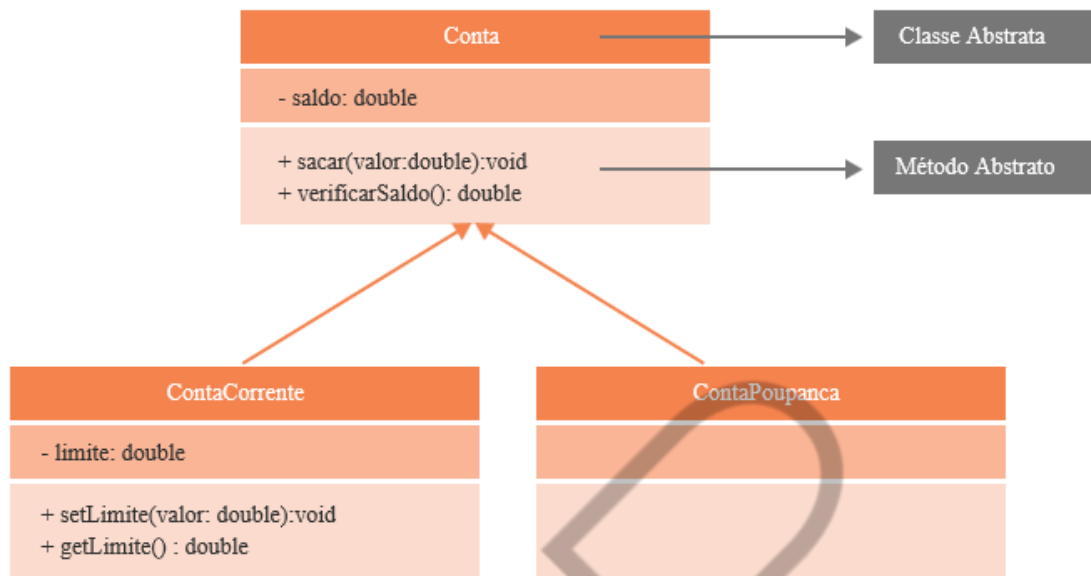 Conta
Classe Abstrata
- saldo: double
+ sacar(valor:double):void
Método Abstrato
+ verificarSaldo(): double
ContaCorrente
ContaPoupanca
- limite: double
+ setLimite(valor: double):void
+ getLimite() : double